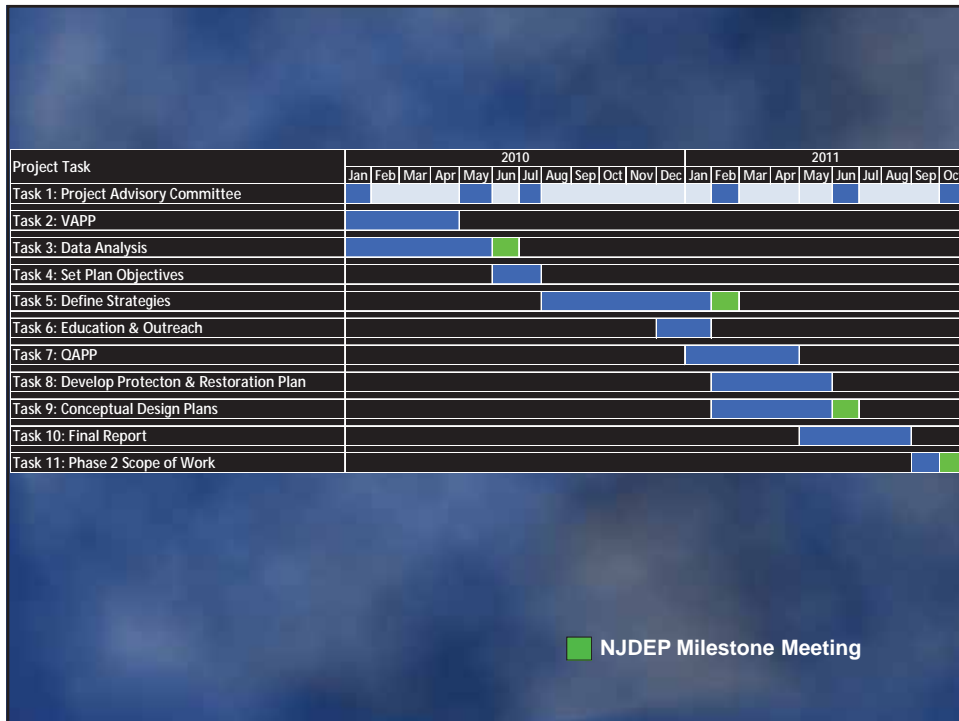 Project Task
2010 2011
Jan Feb Mar Apr May Jun Jul Aug Sep Oct Nov Dec Jan Feb Mar Apr May Jun Jul Aug Sep Oct
Task 1: Project Advisory Committee
Task 2: VAPP
Task 3: Data Analysis
Task 4: Set Plan Objectives
Task 5: Define Strategies
Task 6: Education & Outreach
Task 7: QAPP
Task 8: Develop Protecton & Restoration Plan
Task 9: Conceptual Design Plans
Task 10: Final Report
Task 11: Phase 2 Scope of Work
NJDEP Milestone Meeting